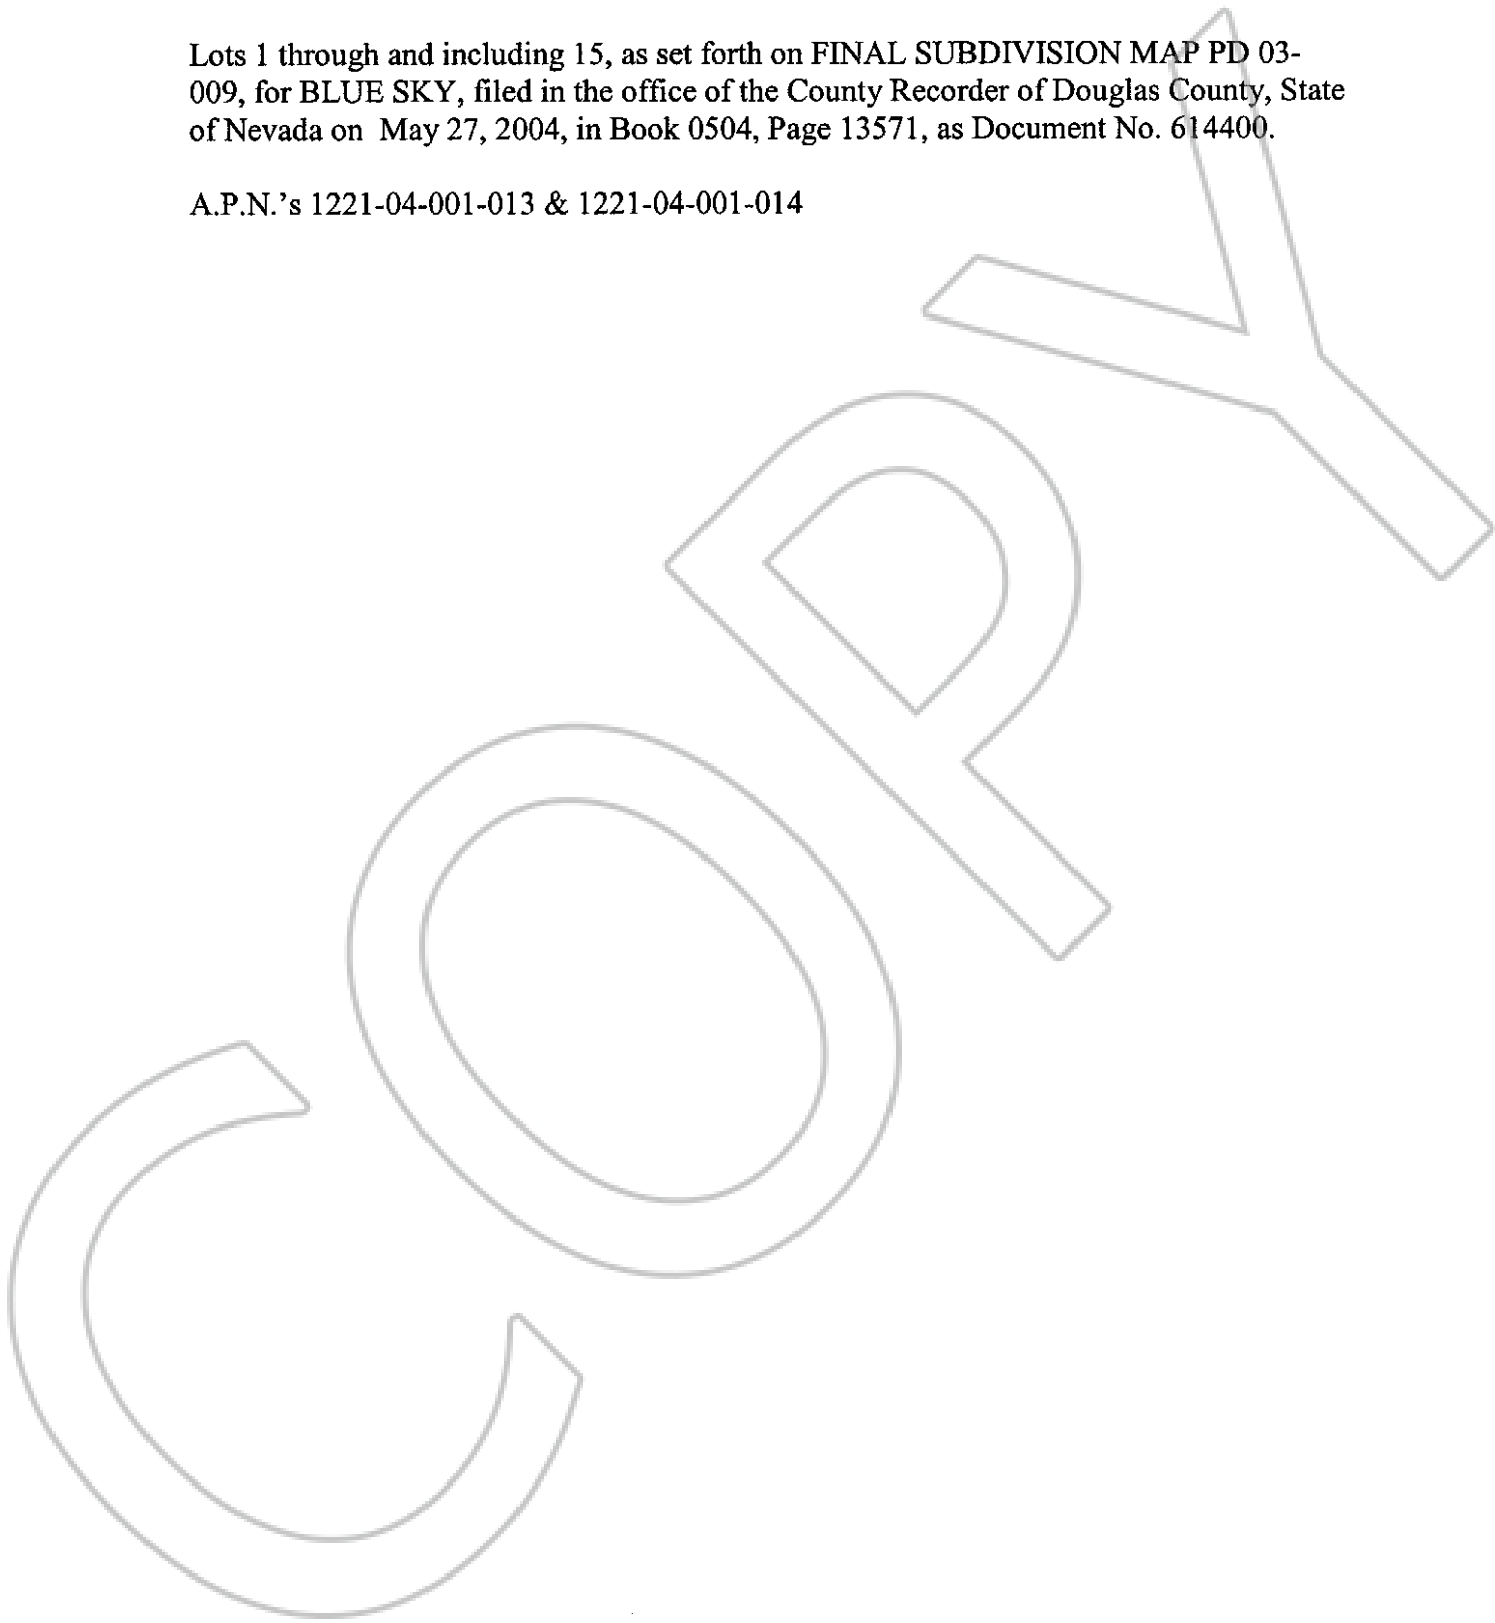 Lots 1 through and including 15, as set forth on FINAL SUBDIVISION MAP PD 03-
009, for BLUE SKY, filed in the office of the County Recorder of Douglas County, State
of Nevada on  May 27, 2004, in Book 0504, Page 13571, as Document No. 614400.
A.P.N.'s 1221-04-001-013 & 1221-04-001-014
COPY